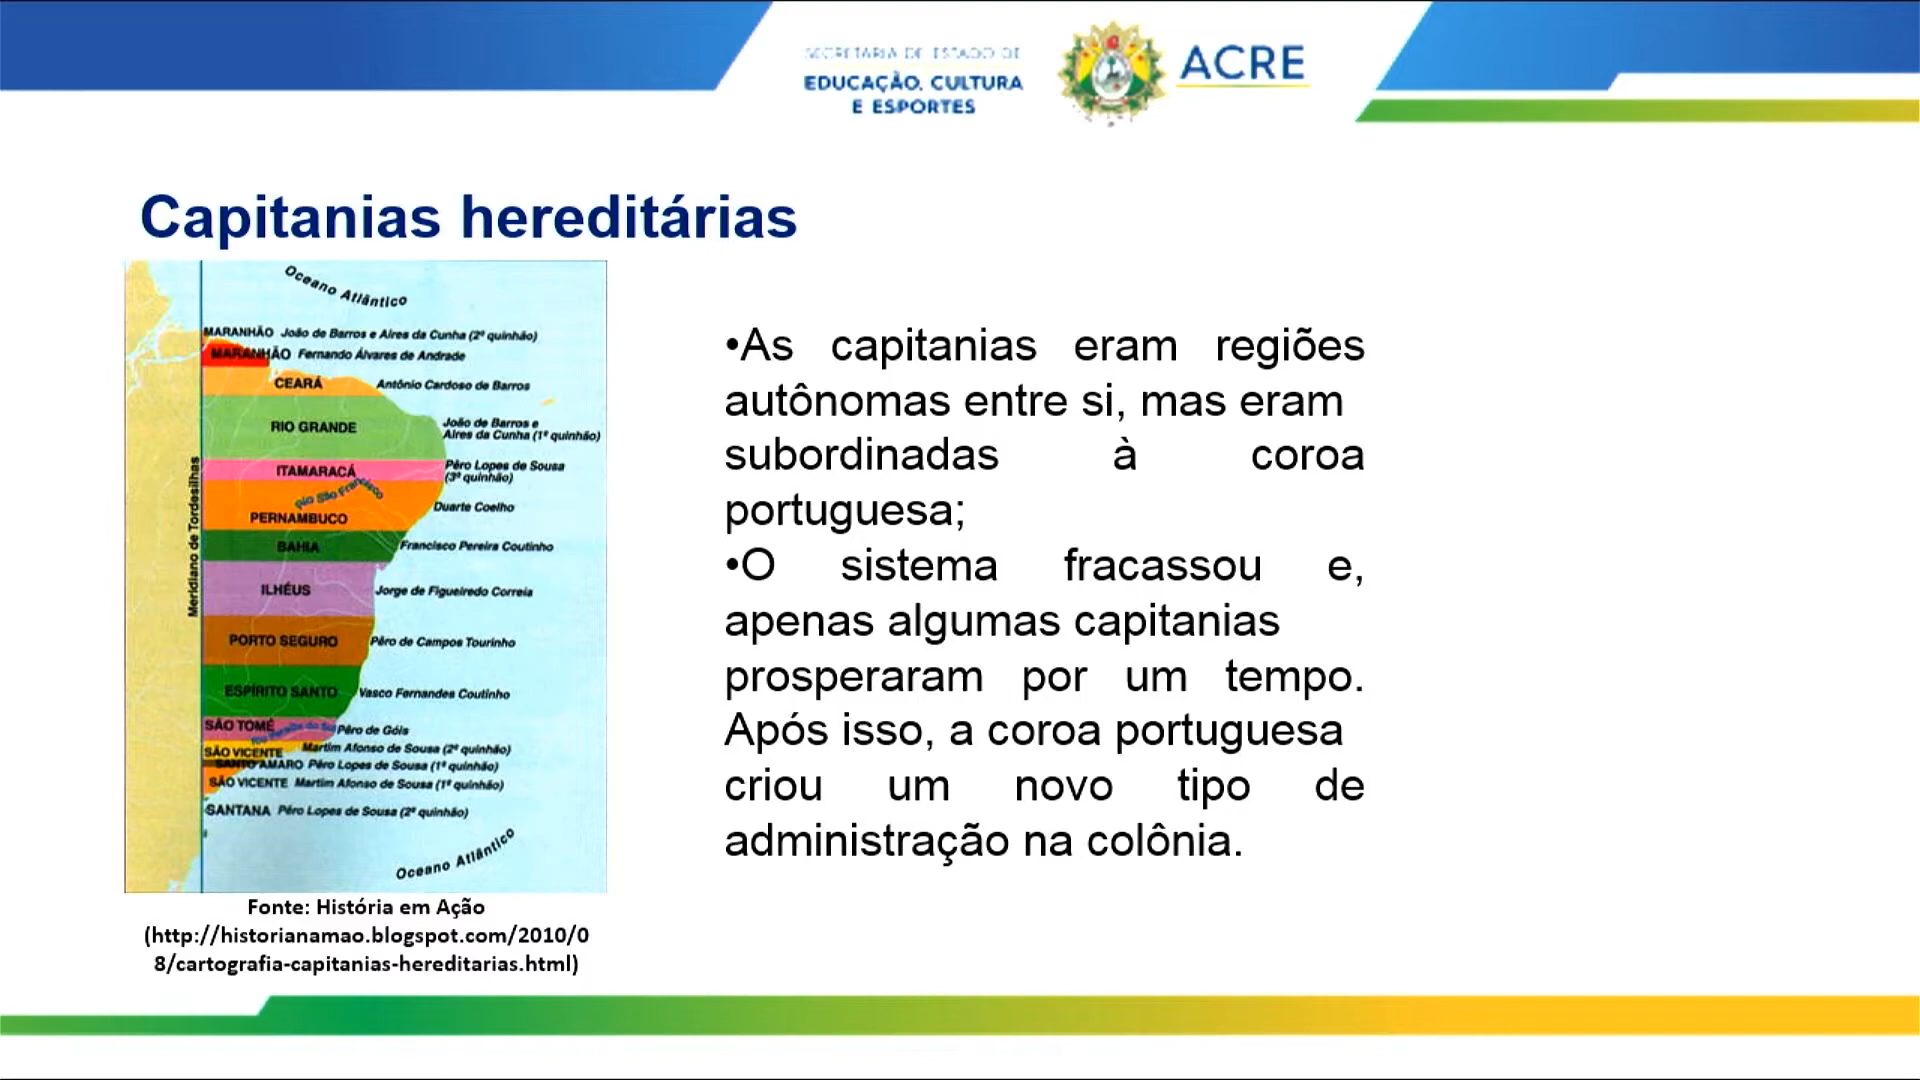 SECRETARIA DE ESTADO DE
EDUCAÇÃO, CULTURA
E ESPORTES
ACRE
Capitanias hereditárias
Oceano Atlântico
MARANHÃO João de Barros e Aires da Cunha (2º quinhão)
MARANHÃO Fernando Álvares de Andrade
CEARÁ Antônio Cardoso de Barros
RIO GRANDE João de Barros e
Aires da Cunha (1º quinhão)
ITAMARACÁ Pêro Lopes de Sousa
(3º quinhão)
Rio São Francisco
PERNAMBUCO Duarte Coelho
BAHIA Francisco Pereira Coutinho
Meridiano de Tordesilhas
ILHÉUS Jorge de Figueiredo Correia
PORTO SEGURO Pêro de Campos Tourinho
ESPÍRITO SANTO Vasco Fernandes Coutinho
SÃO TOMÉ Pêro de Góis
Rio Paraíba do Sul
SÃO VICENTE Martim Afonso de Sousa (2º quinhão)
SANTO AMARO Pêro Lopes de Sousa (1º quinhão)
SÃO VICENTE Martim Afonso de Sousa (1º quinhão)
SANTANA Pêro Lopes de Sousa (2º quinhão)
Oceano Atlântico
Fonte: História em Ação
(http://historianamao.blogspot.com/2010/0
8/cartografia-capitanias-hereditarias.html)
•As capitanias eram regiões
autônomas entre si, mas eram
subordinadas à coroa
portuguesa;
•O sistema fracassou e,
apenas algumas capitanias
prosperaram por um tempo.
Após isso, a coroa portuguesa
criou um novo tipo de
administração na colônia.